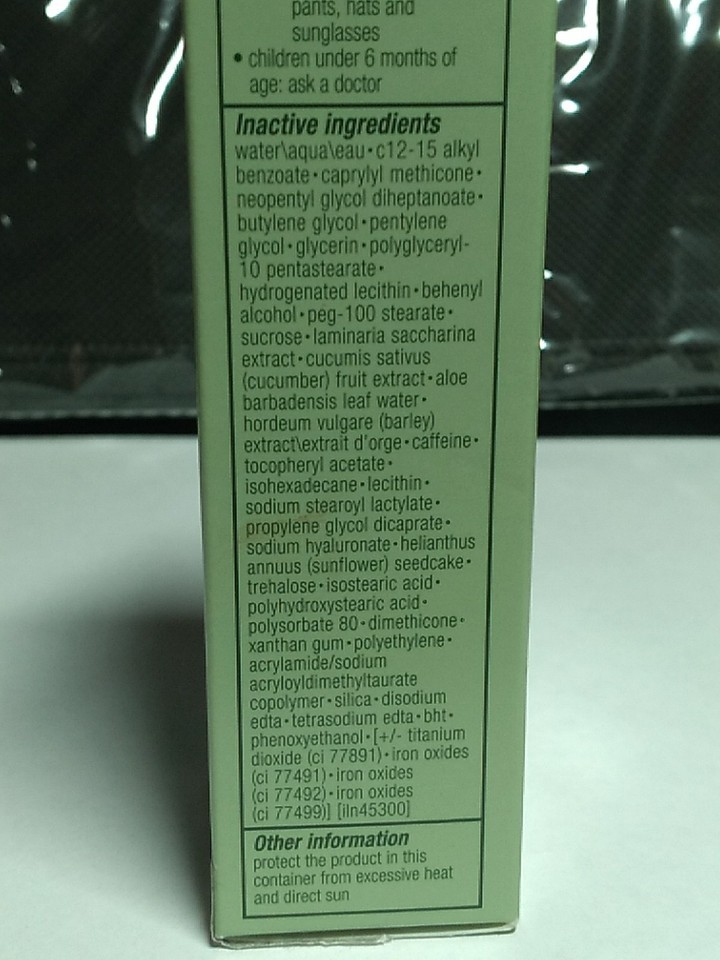 pants, hats and
sunglasses
• children under 6 months of
age: ask a doctor
Inactive ingredients
water\aqua\eau•c12-15 alkyl
benzoate•caprylyl methicone•
neopentyl glycol diheptanoate•
butylene glycol•pentylene
glycol•glycerin•polyglyceryl-
10 pentastearate•
hydrogenated lecithin•behenyl
alcohol•peg-100 stearate•
sucrose•laminaria saccharina
extract•cucumis sativus
(cucumber) fruit extract•aloe
barbadensis leaf water•
hordeum vulgare (barley)
extract\extrait d'orge•caffeine•
tocopheryl acetate•
isohexadecane•lecithin•
sodium stearoyl lactylate•
propylene glycol dicaprate•
sodium hyaluronate•helianthus
annuus (sunflower) seedcake•
trehalose•isostearic acid•
polyhydroxystearic acid•
polysorbate 80•dimethicone•
xanthan gum•polyethylene•
acrylamide/sodium
acryloyldimethyltaurate
copolymer•silica•disodium
edta•tetrasodium edta•bht•
phenoxyethanol•[+/- titanium
dioxide (ci 77891)•iron oxides
(ci 77491)•iron oxides
(ci 77492)•iron oxides
(ci 77499)] [iln45300]
Other information
protect the product in this
container from excessive heat
and direct sun